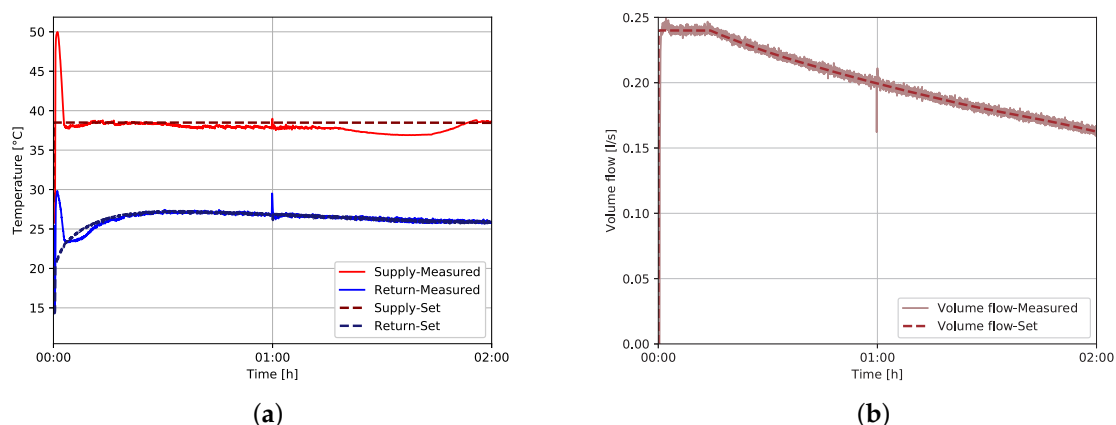 50
45
40
35
30
25
20
15
Temperature [°C]
Supply-Measured
Return-Measured
Supply-Set
Return-Set
00:00
01:00
02:00
Time [h]
(a)
0.25
0.20
0.15
0.10
0.05
0.00
Volume flow [l/s]
Volume flow-Measured
Volume flow-Set
00:00
01:00
02:00
Time [h]
(b)